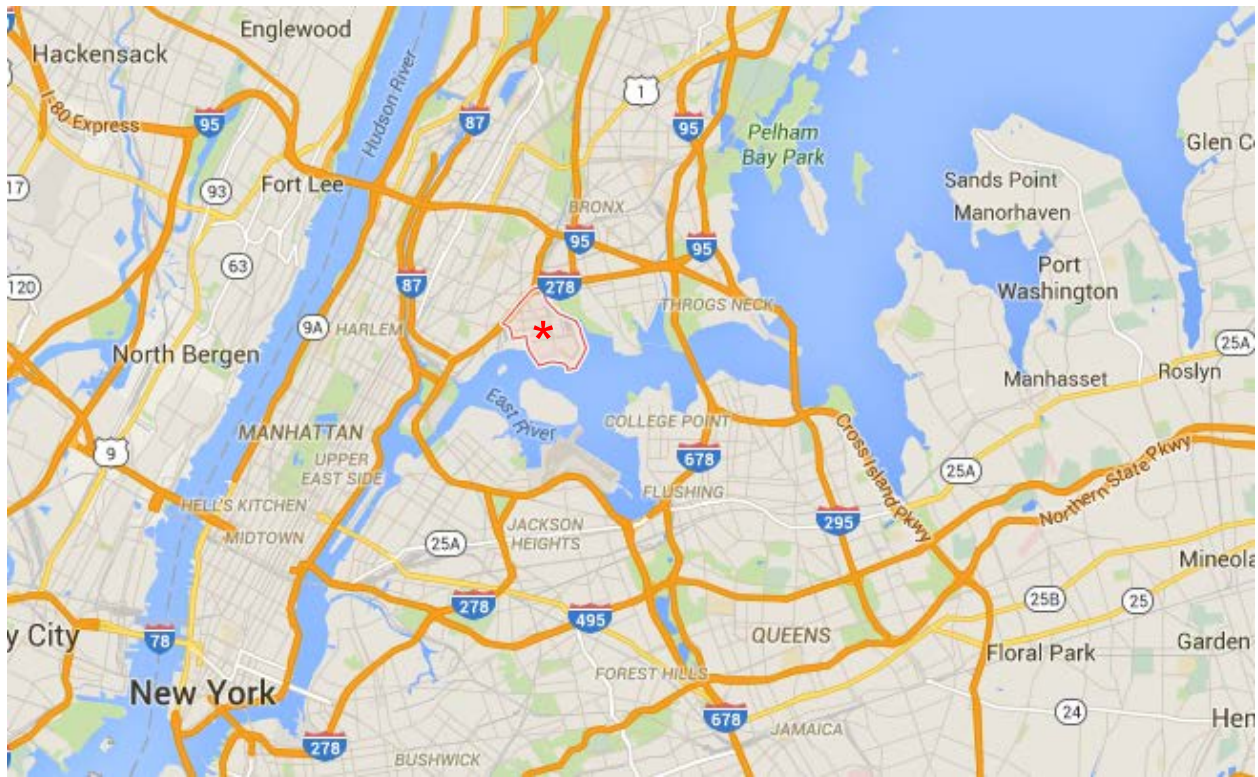 Englewood
Hackensack
Hudson River
1
87
I-80 Express
95
95
Pelham
Bay Park
Glen C
17
93
Fort Lee
Sands Point
Manorhaven
BRONX
95
95
63
87
278
Port
Washington
120
THROGS NECK
9A
HARLEM
*
North Bergen
25A
Manhasset
Roslyn
East River
COLLEGE POINT
Cross Island Pkwy
MANHATTAN
9
UPPER
EAST SIDE
678
25A
Northern State Pkwy
HELL'S KITCHEN
FLUSHING
295
MIDTOWN
25A
JACKSON
HEIGHTS
Mineola
278
495
25B
25
y City
78
QUEENS
Garden
Floral Park
FOREST HILLS
New York
678
24
Hen
JAMAICA
278
BUSHWICK